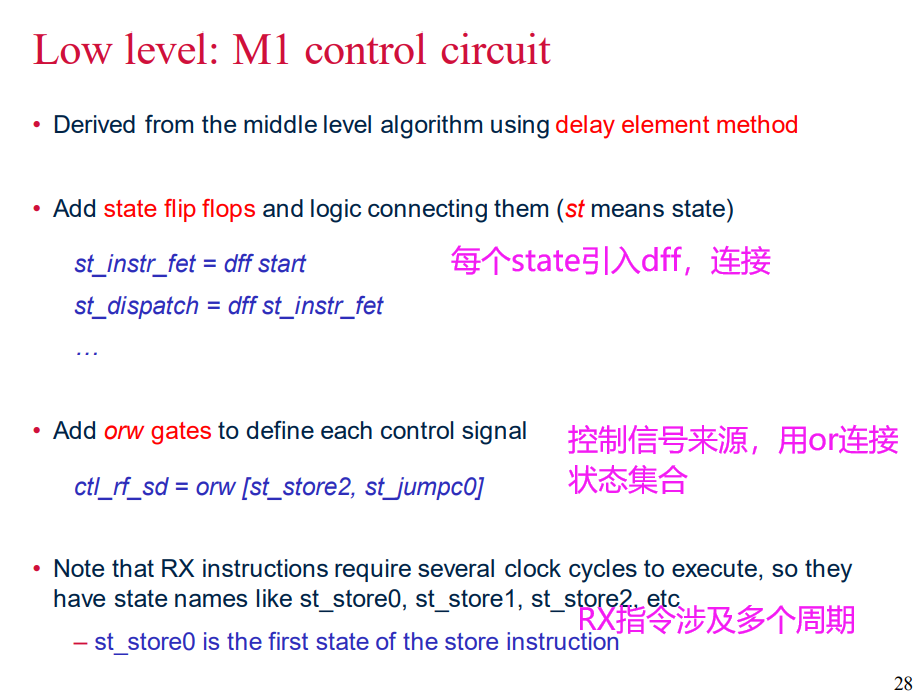 Low level: M1 control circuit
• Derived from the middle level algorithm using delay element method
• Add state flip flops and logic connecting them (st means state)
st_instr_fet = dff start
每个state引入dff，连接
st_dispatch = dff st_instr_fet
…
• Add orw gates to define each control signal
控制信号来源，用or连接
状态集合
ctl_rf_sd = orw [st_store2, st_jumpc0]
• Note that RX instructions require several clock cycles to execute, so they
have state names like st_store0, st_store1, st_store2, etc
RX指令涉及多个周期
– st_store0 is the first state of the store instruction
28